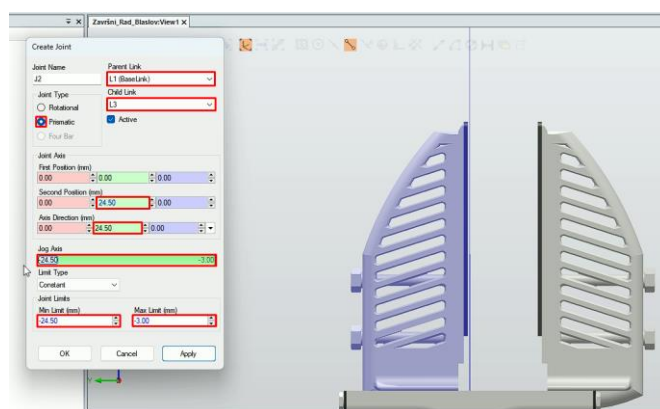 Završni_Rad_Blaslov:View1 X
Create Joint
Joint Name
Parent Link
J2
L1 (BaseLink)
Joint Type
Child Link
Rotational
L3
Prismatic
Active
Four Bar
Joint Axis
First Position (mm)
0.00 0.00 0.00
Second Position (mm)
0.00 24.50 0.00
Axis Direction (mm)
0.00 24.50 0.00
Jog Axis
-24.50 -3.00
Limit Type
Constant
Joint Limits
Min Limit (mm) Max Limit (mm)
-24.50 -3.00
OK Cancel Apply
Y